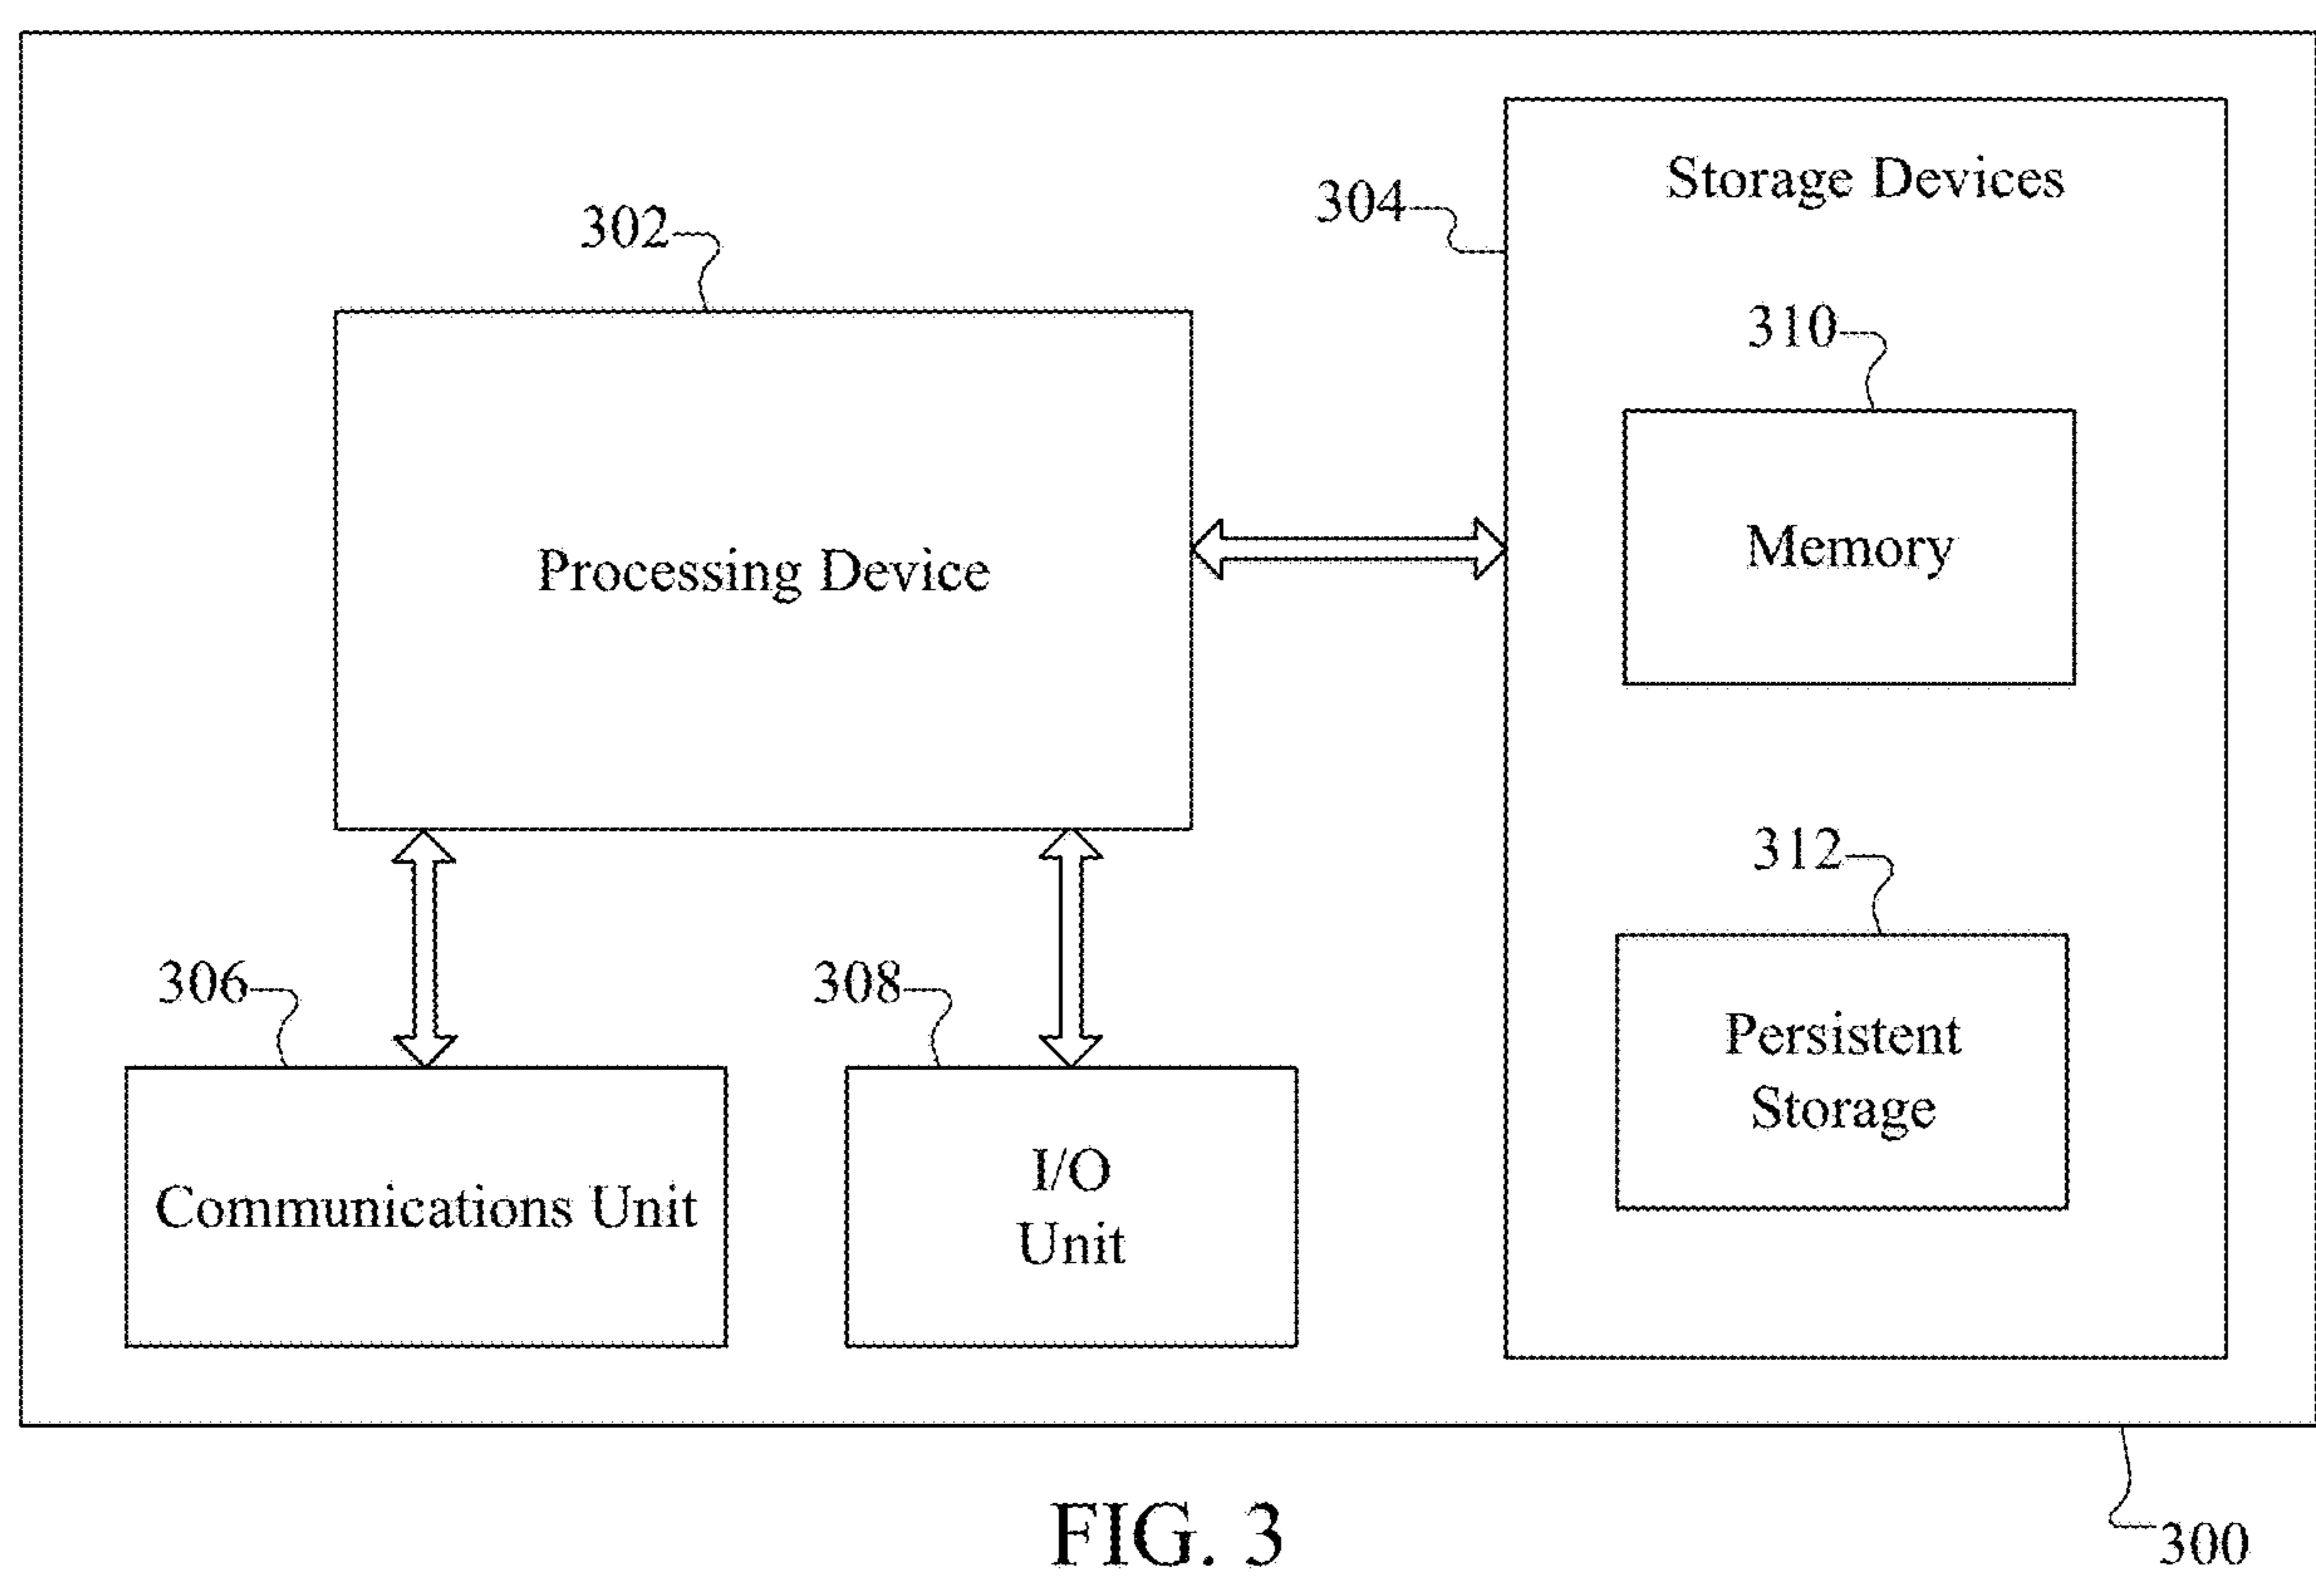 Storage Devices
304
302
310
Processing Device
Memory
312
306
308
Persistent
Storage
Communications Unit
I/O
Unit
FIG. 3
300